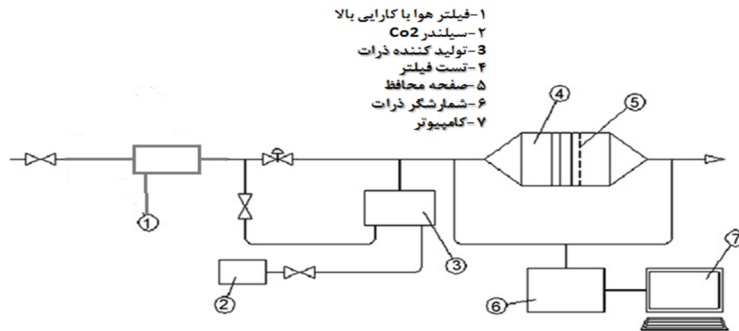 ۱-فیلتر هوا با کارایی بالا
۲-سیلندر Co2
3-تولید کننده ذرات
۴-تست فیلتر
۵-صفحه محافظ
۶-شمارشگر ذرات
۷-کامپیوتر
4
5
1
2
3
6
7